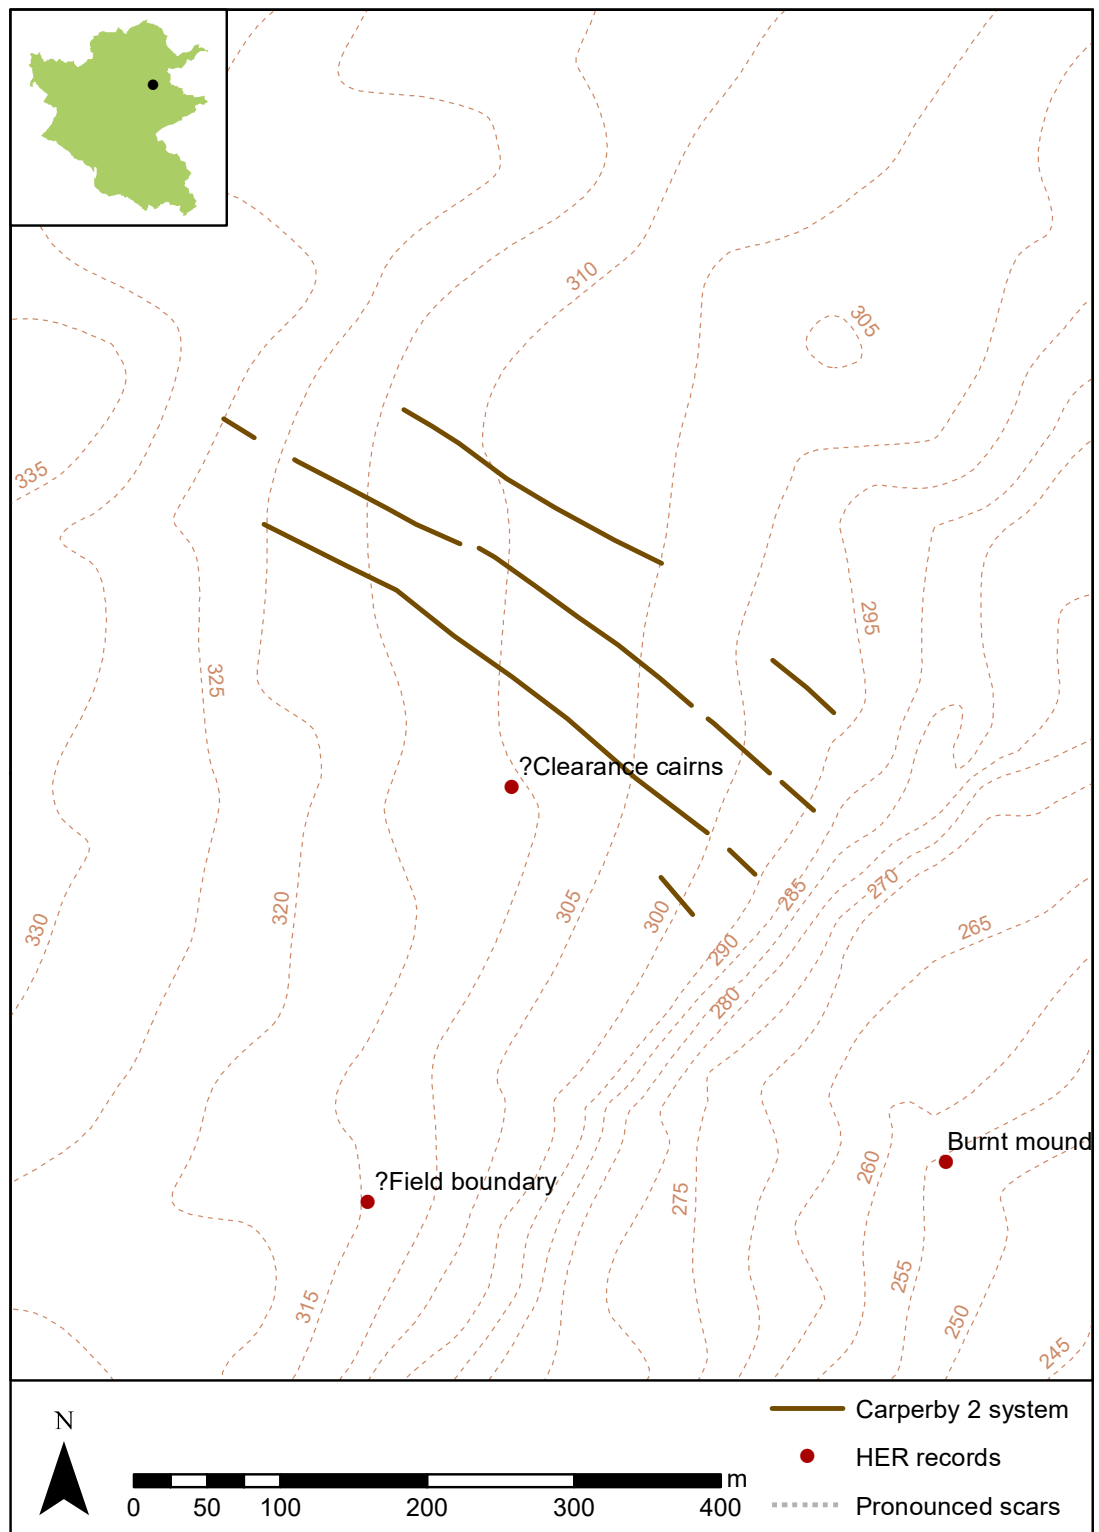 310
305
335
295
325
?Clearance cairns
285
270
320
305
300
265
330
290
280
Burnt mound
260
?Field boundary
275
255
315
250
245
N
Carperby 2 system
HER records
Pronounced scars
m
0 50 100 200 300 400